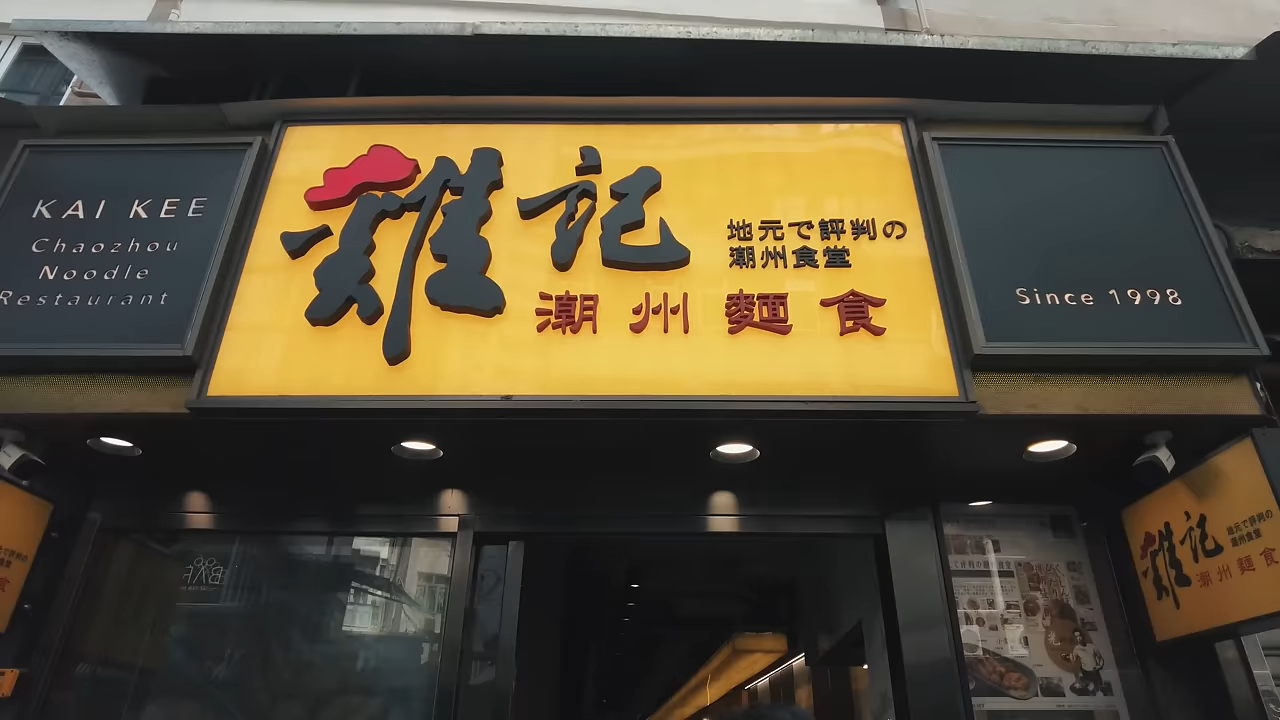 KAI KEE
Chaozhou
Noodle
Restaurant
雞記
地元で評判の
潮州食堂
潮州麵食
Since 1998
雞記
地元で評判の
潮州食堂
潮州麵食